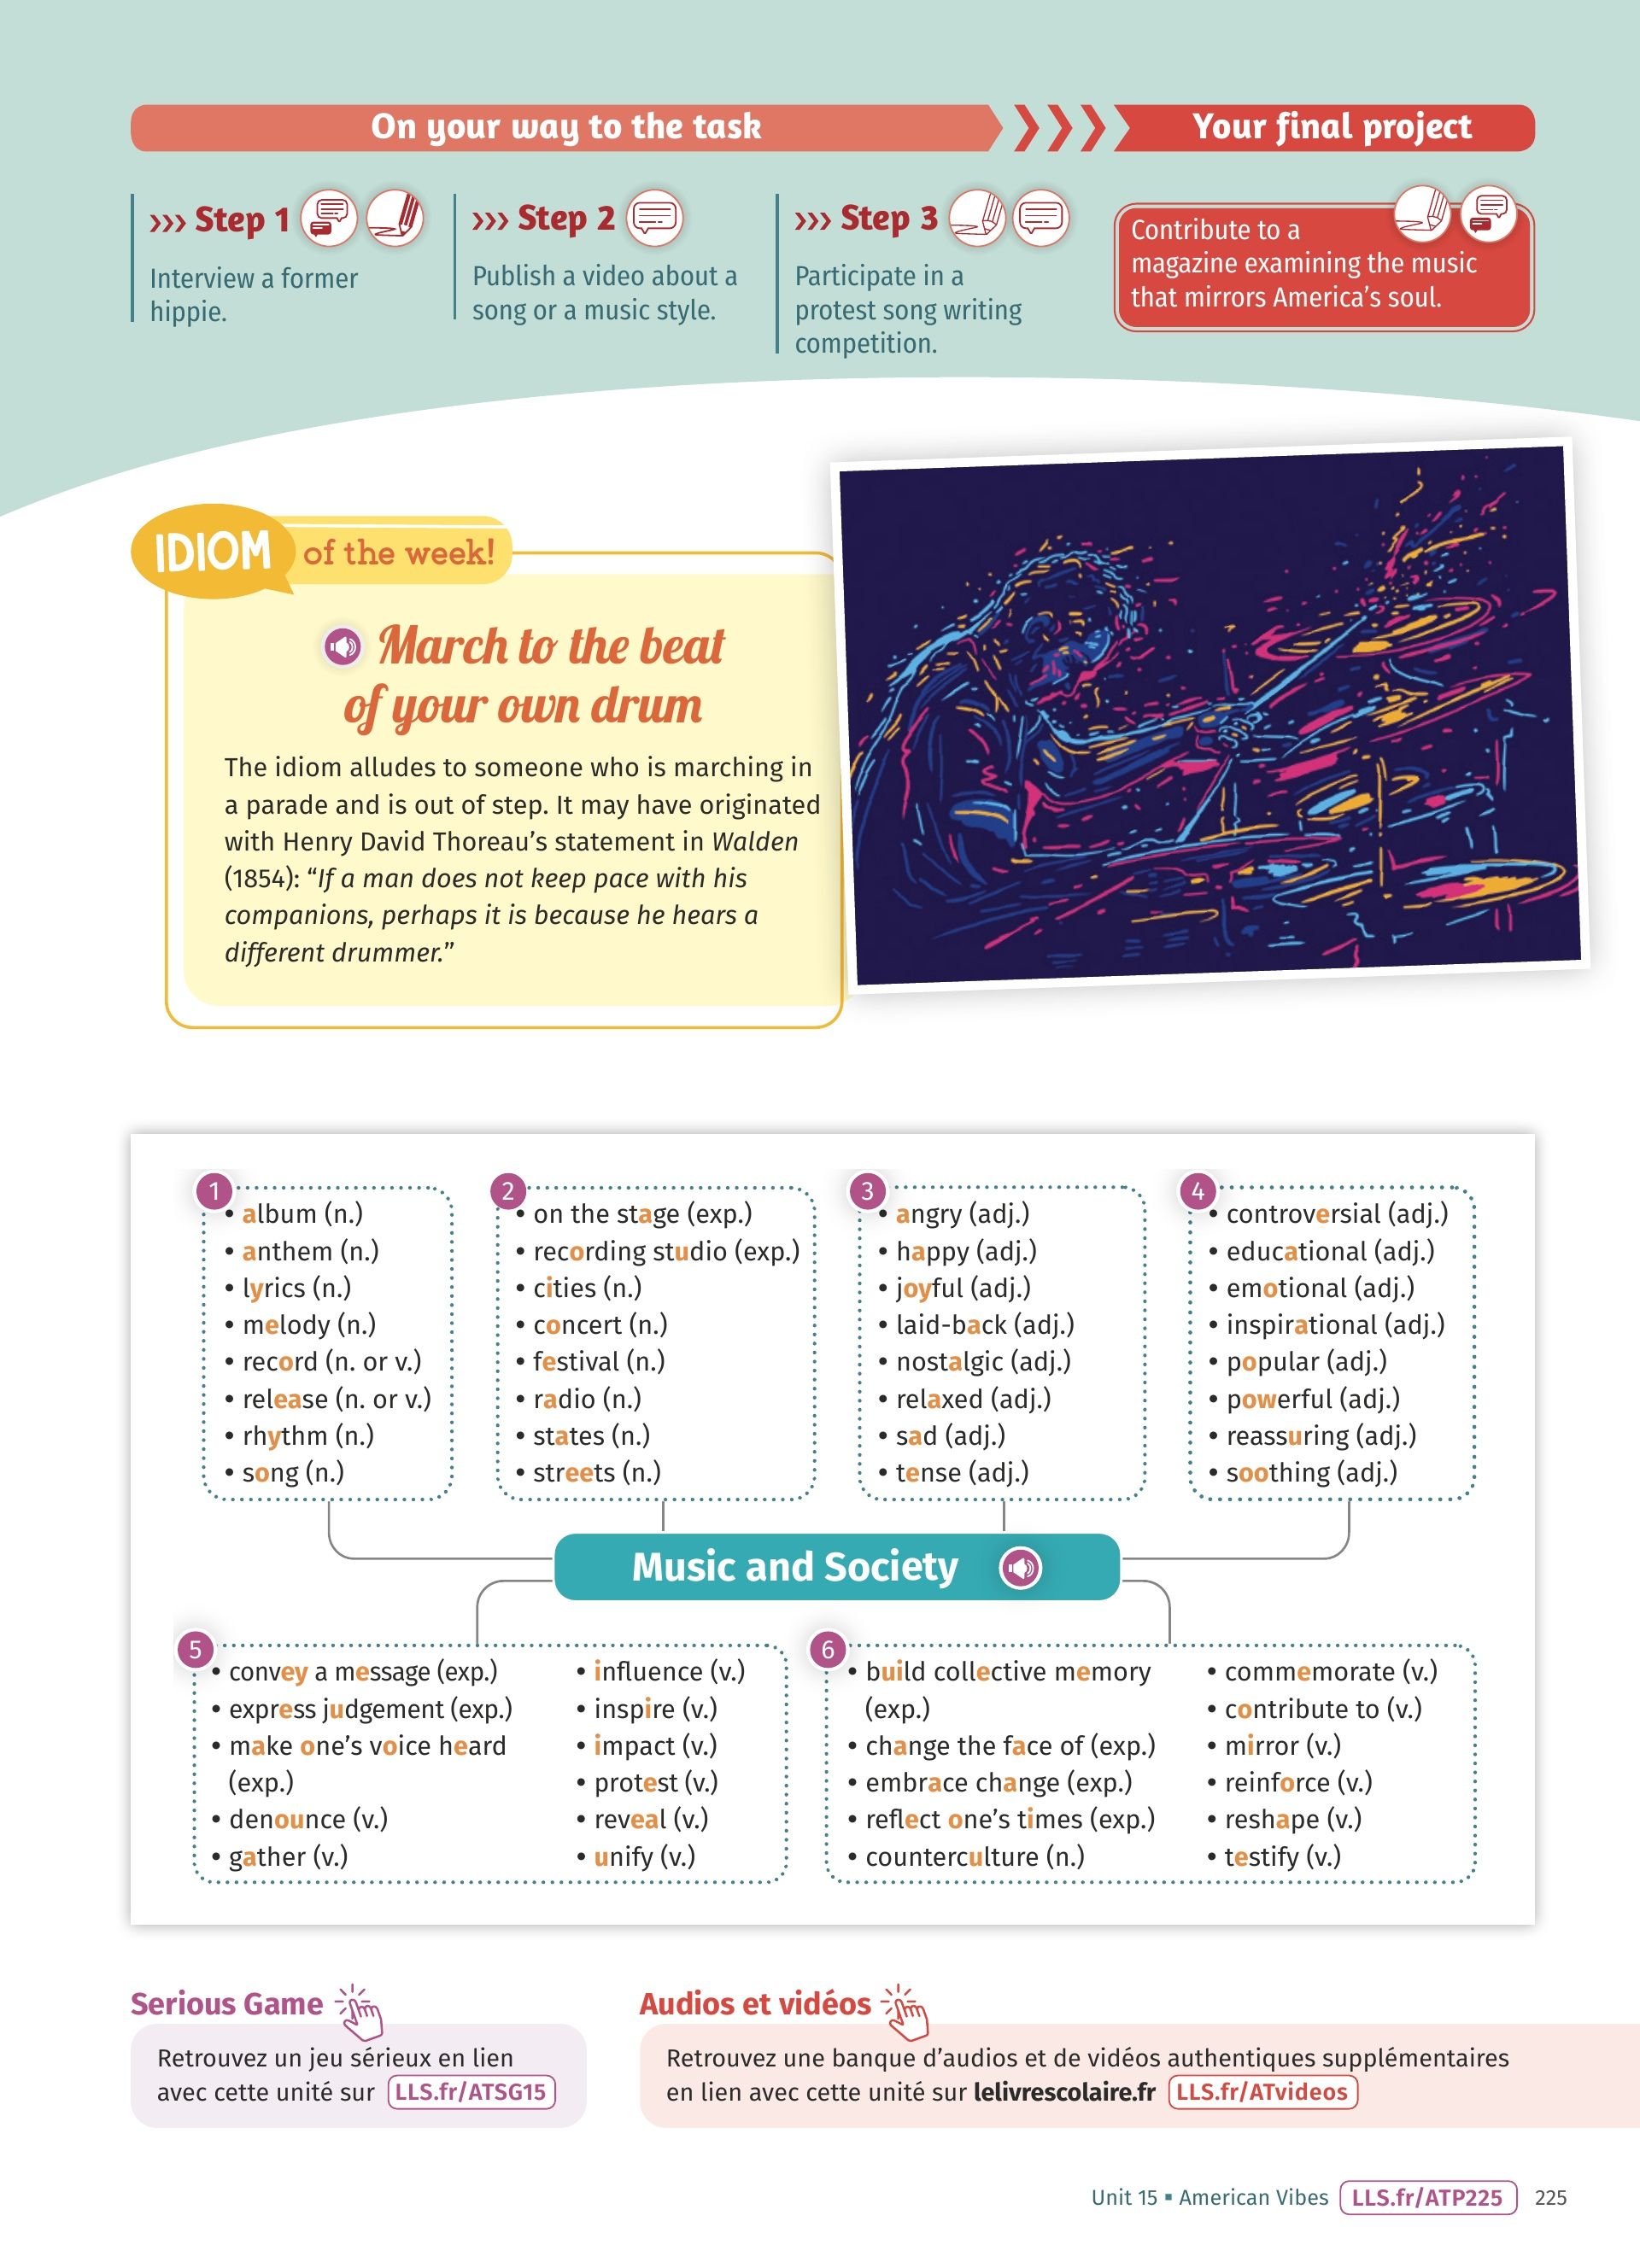 On your way to the task
Your final project
››› Step 1
Interview a former
hippie.
››› Step 2
Publish a video about a
song or a music style.
››› Step 3
Participate in a
protest song writing
competition.
Contribute to a
magazine examining the music
that mirrors America's soul.
IDIOM of the week!
March to the beat
of your own drum
The idiom alludes to someone who is marching in
a parade and is out of step. It may have originated
with Henry David Thoreau's statement in Walden
(1854): “If a man does not keep pace with his
companions, perhaps it is because he hears a
different drummer.”
1
• album (n.)
• anthem (n.)
• lyrics (n.)
• melody (n.)
• record (n. or v.)
• release (n. or v.)
• rhythm (n.)
• song (n.)
2
• on the stage (exp.)
• recording studio (exp.)
• cities (n.)
• concert (n.)
• festival (n.)
• radio (n.)
• states (n.)
• streets (n.)
3
• angry (adj.)
• happy (adj.)
• joyful (adj.)
• laid-back (adj.)
• nostalgic (adj.)
• relaxed (adj.)
• sad (adj.)
• tense (adj.)
4
• controversial (adj.)
• educational (adj.)
• emotional (adj.)
• inspirational (adj.)
• popular (adj.)
• powerful (adj.)
• reassuring (adj.)
• soothing (adj.)
Music and Society
5
• convey a message (exp.)
• express judgement (exp.)
• make one's voice heard
(exp.)
• denounce (v.)
• gather (v.)
• influence (v.)
• inspire (v.)
• impact (v.)
• protest (v.)
• reveal (v.)
• unify (v.)
6
• build collective memory
(exp.)
• change the face of (exp.)
• embrace change (exp.)
• reflect one's times (exp.)
• counterculture (n.)
• commemorate (v.)
• contribute to (v.)
• mirror (v.)
• reinforce (v.)
• reshape (v.)
• testify (v.)
Serious Game
Retrouvez un jeu sérieux en lien
avec cette unité sur LLS.fr/ATSG15
Audios et vidéos
Retrouvez une banque d'audios et de vidéos authentiques supplémentaires
en lien avec cette unité sur lelivrescolaire.fr LLS.fr/ATvideos
Unit 15 ▪ American Vibes LLS.fr/ATP225 225